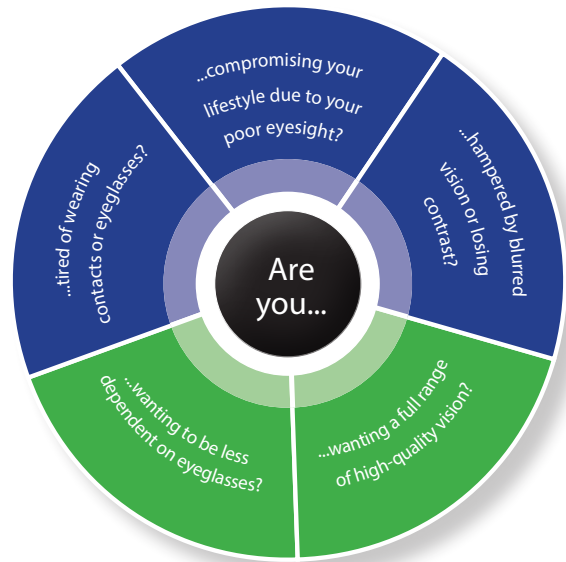 Are
you...
...compromising your
lifestyle due to your
poor eyesight?
...hampered by blurred
vision or losing
contrast?
...wanting a full range
of high-quality vision?
...wanting to be less
dependent on eyeglasses?
...tired of wearing
contacts or eyeglasses?